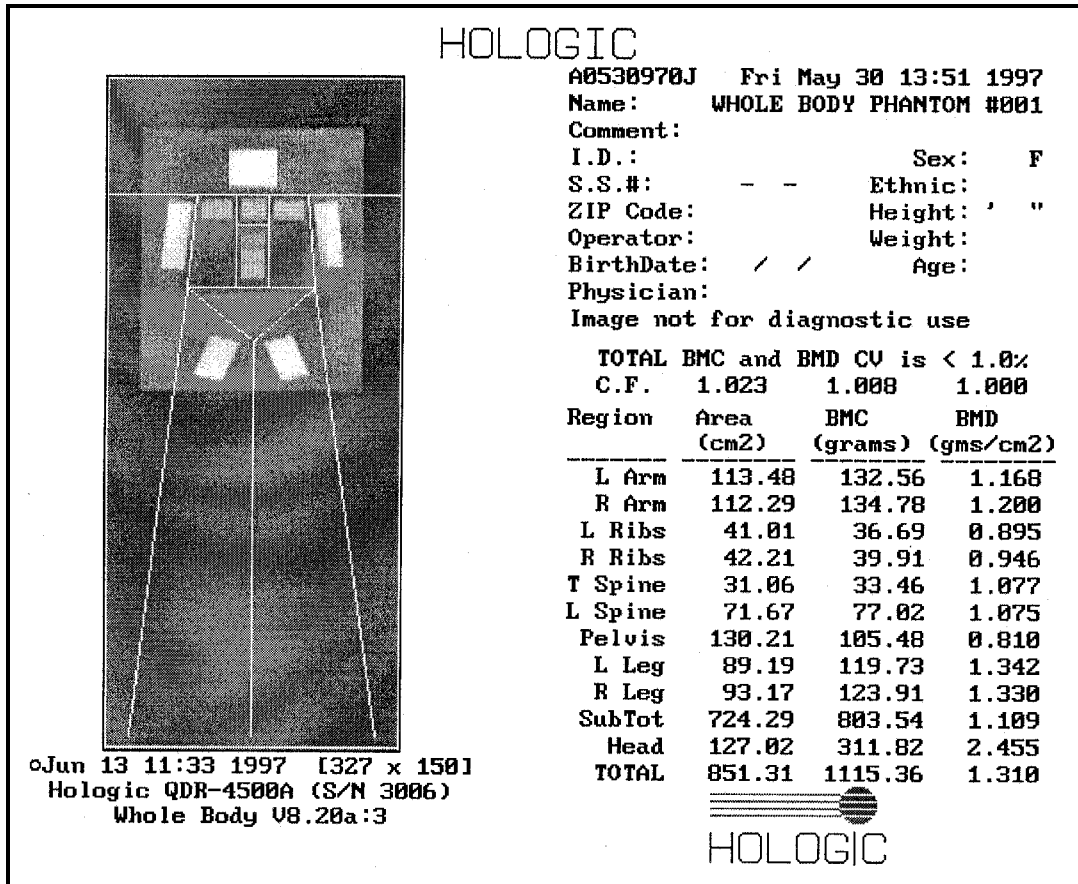 HOLOGIC
A0530970J Fri May 30 13:51 1997
Name: WHOLE BODY PHANTOM #001
Comment:
I.D.: Sex: F
S.S.#: - - Ethnic:
ZIP Code: Height: ' "
Operator: Weight:
BirthDate: / / Age:
Physician:
Image not for diagnostic use
TOTAL BMC and BMD CV is < 1.0%
C.F. 1.023 1.008 1.000
Region Area BMC BMD
(cm2) (grams) (gms/cm2)
L Arm 113.48 132.56 1.168
R Arm 112.29 134.78 1.200
L Ribs 41.01 36.69 0.895
R Ribs 42.21 39.91 0.946
T Spine 31.06 33.46 1.077
L Spine 71.67 77.02 1.075
Pelvis 130.21 105.48 0.810
L Leg 89.19 119.73 1.342
R Leg 93.17 123.91 1.330
SubTot 724.29 803.54 1.109
Head 127.02 311.82 2.455
TOTAL 851.31 1115.36 1.310
HOLOGIC
oJun 13 11:33 1997 [327 x 150]
Hologic QDR-4500A (S/N 3006)
Whole Body V8.20a:3